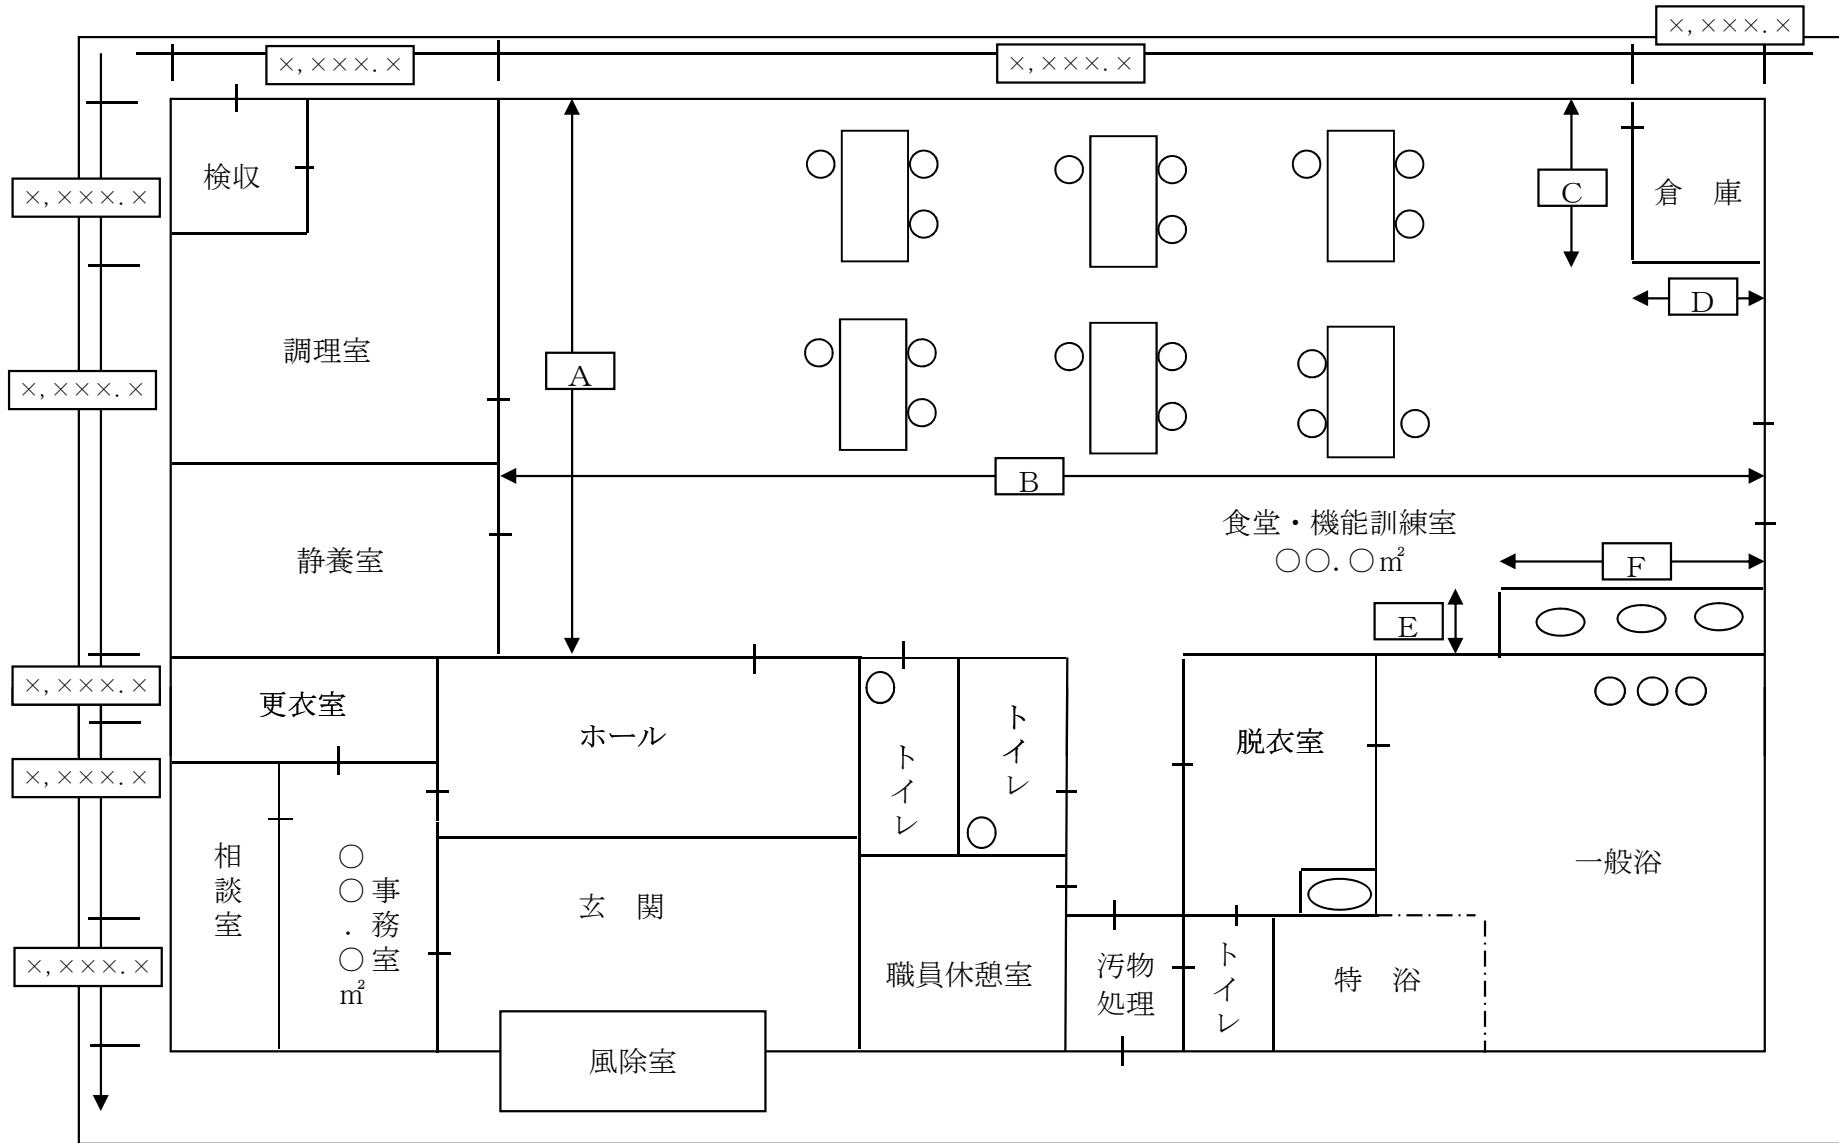 ×,×××.×
×,×××.×
×,×××.×
×,×××.×
検収
C
倉　庫
D
調理室
A
×,×××.×
B
食堂・機能訓練室
○○.○㎡
静養室
F
E
×,×××.×
更衣室
ホール
トイレ
トイレ
脱衣室
×,×××.×
相談室
事務室
○○.○㎡
玄　関
一般浴
×,×××.×
職員休憩室
汚物
処理
トイレ
特　浴
風除室